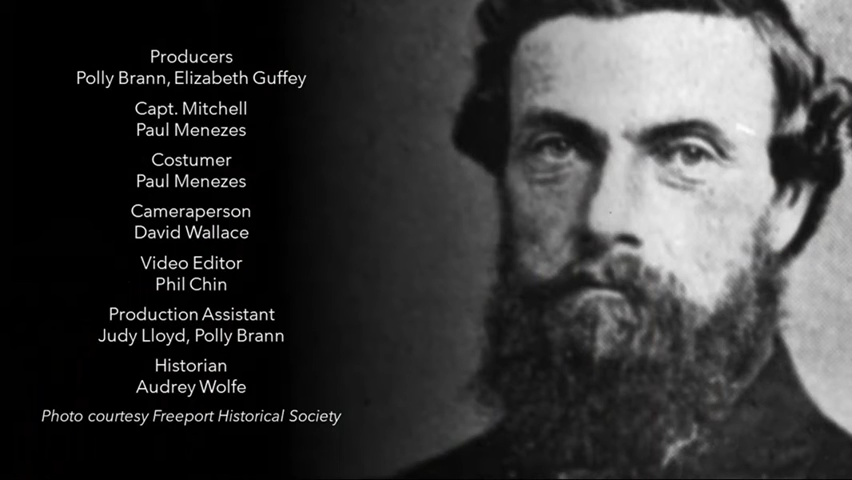 Producers
Polly Brann, Elizabeth Guffey
Capt. Mitchell
Paul Menezes
Costumer
Paul Menezes
Cameraperson
David Wallace
Video Editor
Phil Chin
Production Assistant
Judy Lloyd, Polly Brann
Historian
Audrey Wolfe
Photo courtesy Freeport Historical Society